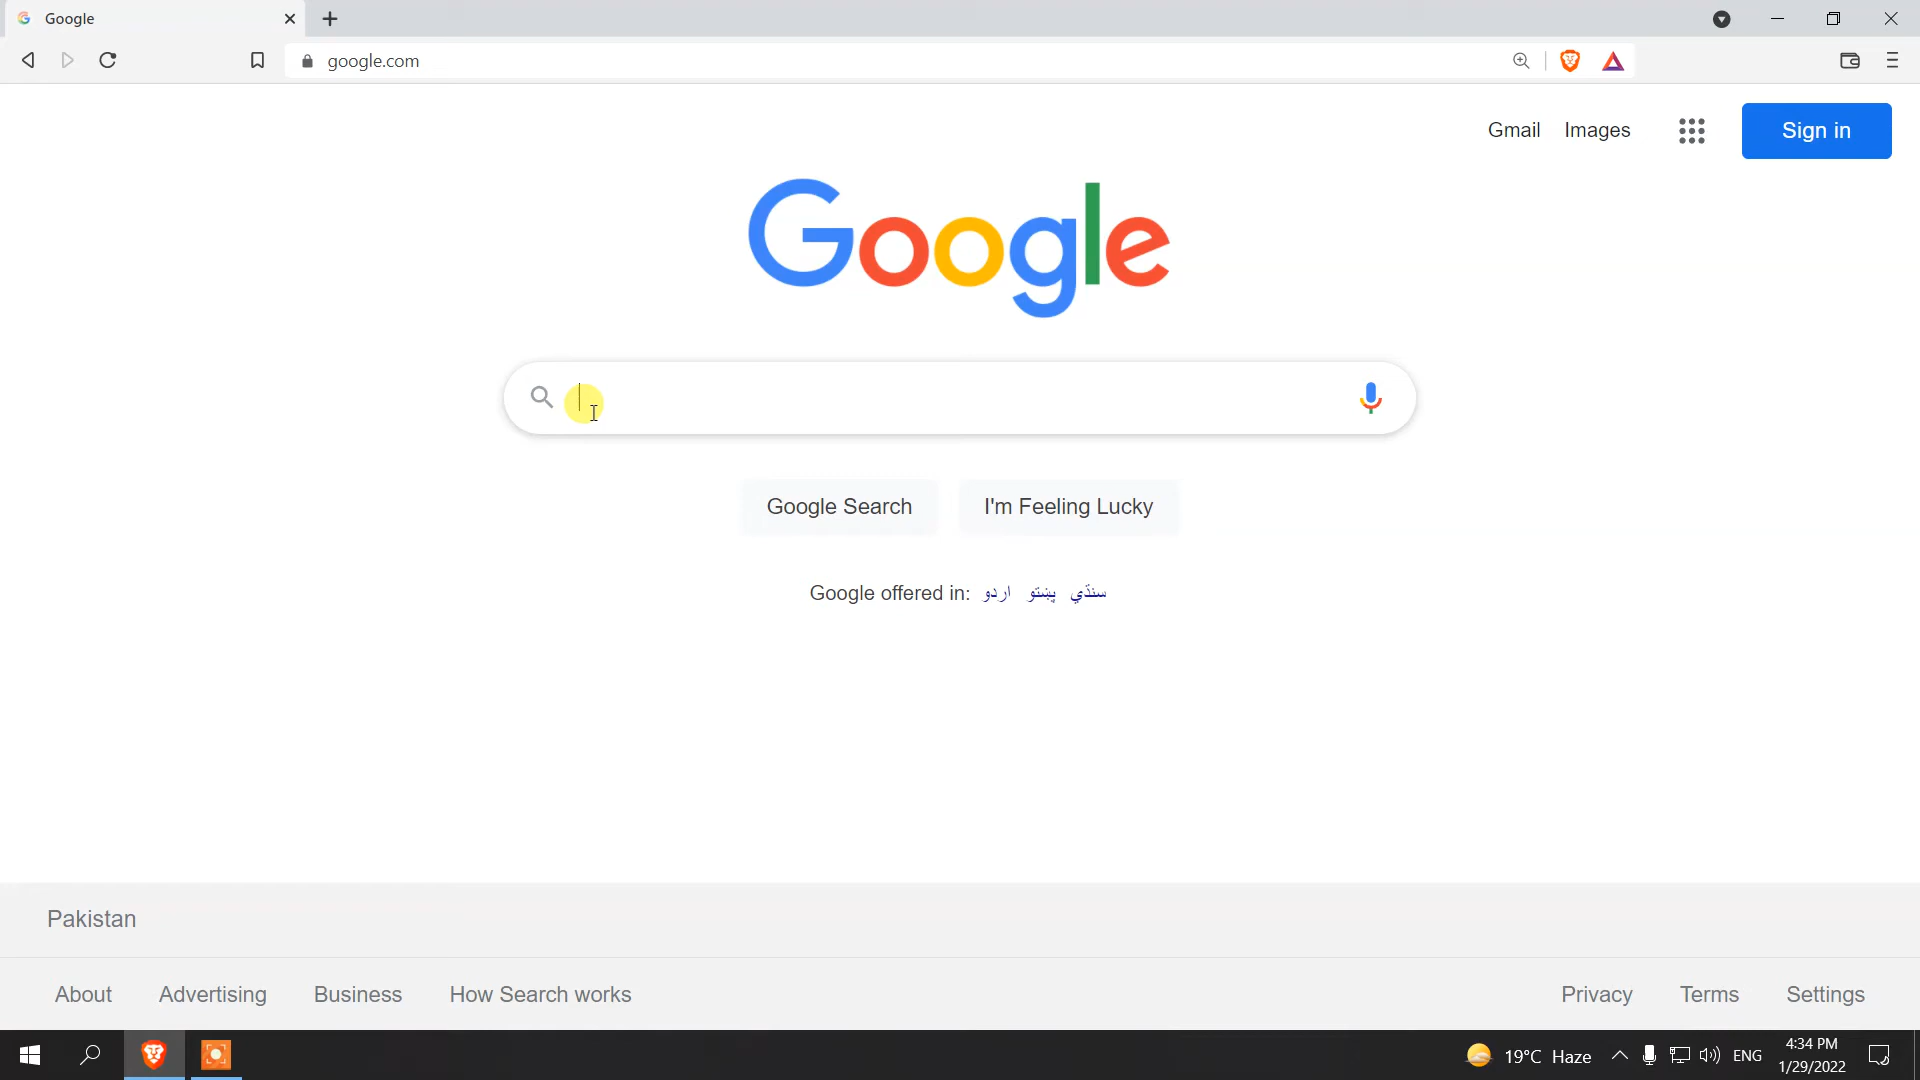 Google
google.com
Gmail Images Sign in
Google
Google Search I'm Feeling Lucky
Google offered in: اردو پښتو سنڌي
Pakistan
About Advertising Business How Search works Privacy Terms Settings
19°C Haze ENG 4:34 PM
1/29/2022